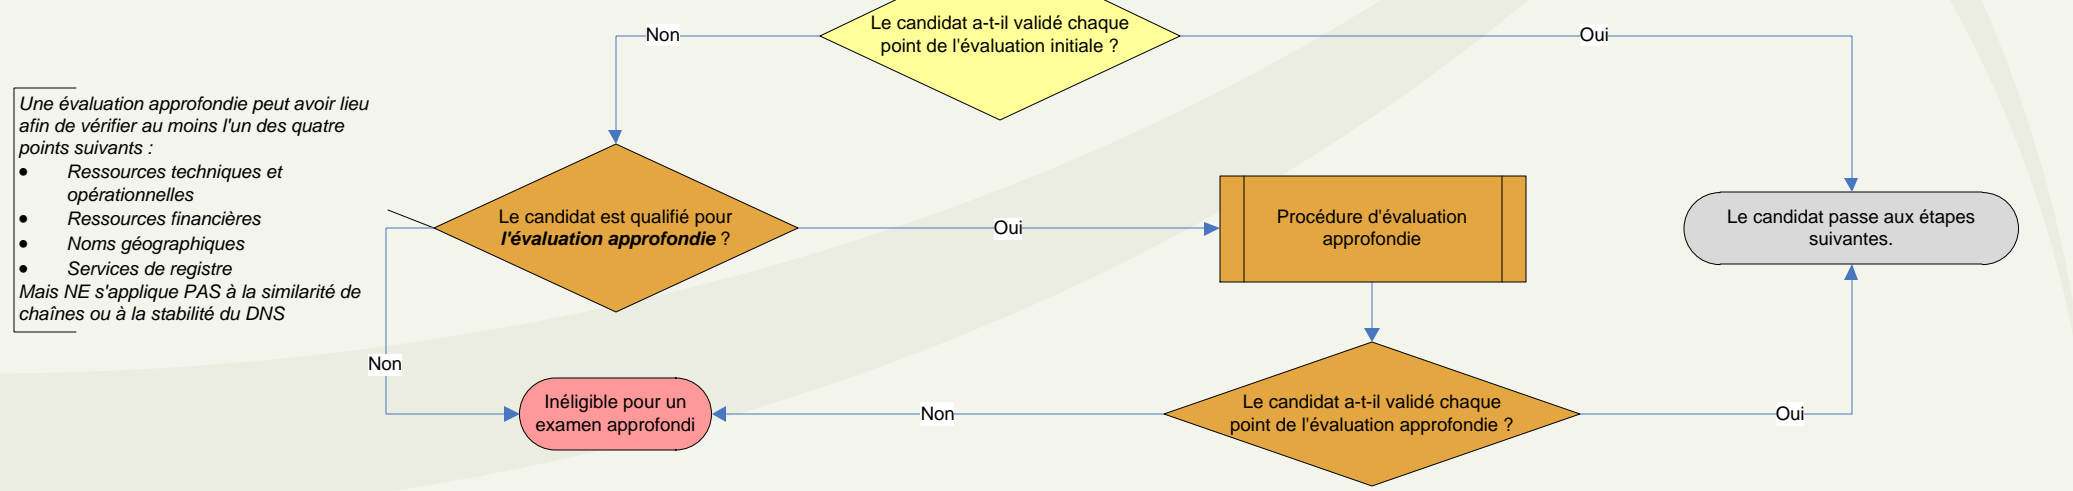 Le candidat a-t-il validé chaque
point de l'évaluation initiale ?
Non
Oui
Une évaluation approfondie peut avoir lieu
afin de vérifier au moins l'un des quatre
points suivants :
• Ressources techniques et
opérationnelles
• Ressources financières
• Noms géographiques
• Services de registre
Mais NE s'applique PAS à la similarité de
chaînes ou à la stabilité du DNS
Le candidat est qualifié pour
l'évaluation approfondie ?
Oui
Procédure d'évaluation
approfondie
Le candidat passe aux étapes
suivantes.
Non
Inéligible pour un
examen approfondi
Non
Le candidat a-t-il validé chaque
point de l'évaluation approfondie ?
Oui